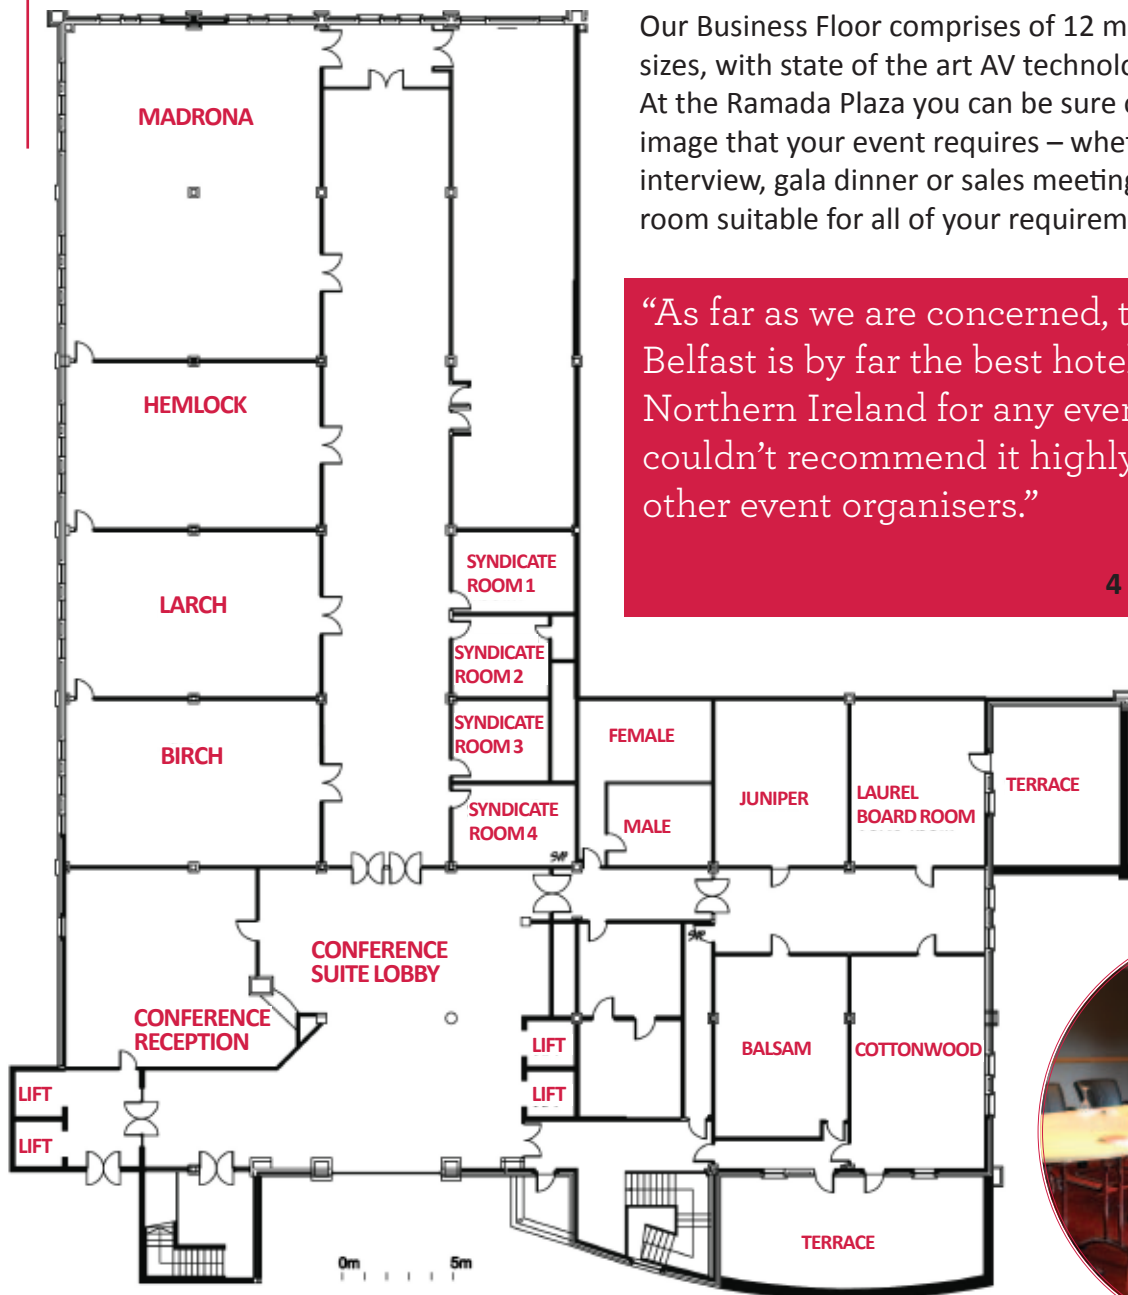 Our Business Floor comprises of 12 m
sizes, with state of the art AV technolo
At the Ramada Plaza you can be sure
image that your event requires – whet
interview, gala dinner or sales meeting
room suitable for all of your requirem
“As far as we are concerned, t
Belfast is by far the best hotel
Northern Ireland for any even
couldn’t recommend it highly
other event organisers.”
4
MADRONA
HEMLOCK
LARCH
BIRCH
SYNDICATE
ROOM 1
SYNDICATE
ROOM 2
SYNDICATE
ROOM 3
SYNDICATE
ROOM 4
FEMALE
MALE
JUNIPER
LAUREL
BOARD ROOM
TERRACE
CONFERENCE
SUITE LOBBY
CONFERENCE
RECEPTION
LIFT
LIFT
LIFT
LIFT
BALSAM
COTTONWOOD
TERRACE
0m 5m